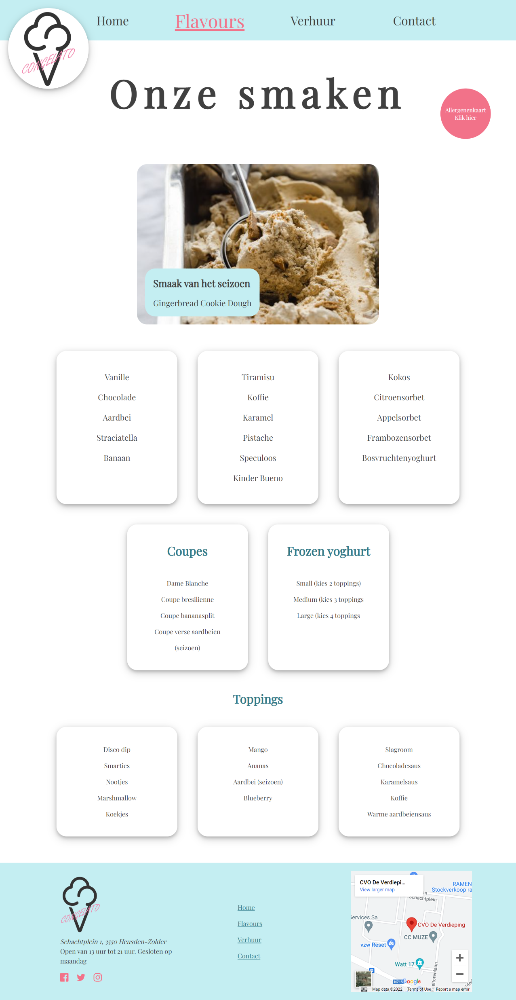 CONGELATO
Home
Flavours
Verhuur
Contact
Onze smaken
Allergenenkaart
Klik hier
Smaak van het seizoen
Gingerbread Cookie Dough
Vanille
Chocolade
Aardbei
Straciatella
Banaan
Tiramisu
Koffie
Karamel
Pistache
Speculoos
Kinder Bueno
Kokos
Citroensorbet
Appelsorbet
Frambozensorbet
Bosvruchtenyoghurt
Coupes
Dame Blanche
Coupe bresilienne
Coupe bananasplit
Coupe verse aardbeien
(seizoen)
Frozen yoghurt
Small (kies 2 toppings)
Medium (kies 3 toppings
Large (kies 4 toppings
Toppings
Disco dip
Smarties
Nootjes
Marshmallow
Koekjes
Mango
Ananas
Aardbei (seizoen)
Blueberry
Slagroom
Chocoladesaus
Karamelsaus
Koffie
Warme aardbeiensaus
CONGELATO
Schachtplein 1, 3550 Heusden-Zolder
Open van 13 uur tot 21 uur. Gesloten op
maandag
Home
Flavours
Verhuur
Contact
CVO De Verdiepi...
View larger map
RAMEN
Stockverkoop ra
Schachtplein
Services Sa
CVO De Verdieping
CC MUZE
vzw Reset
Watt 17
Koeltorenlaan
N719
Google
Map data ©2022
Terms of Use
Report a map error